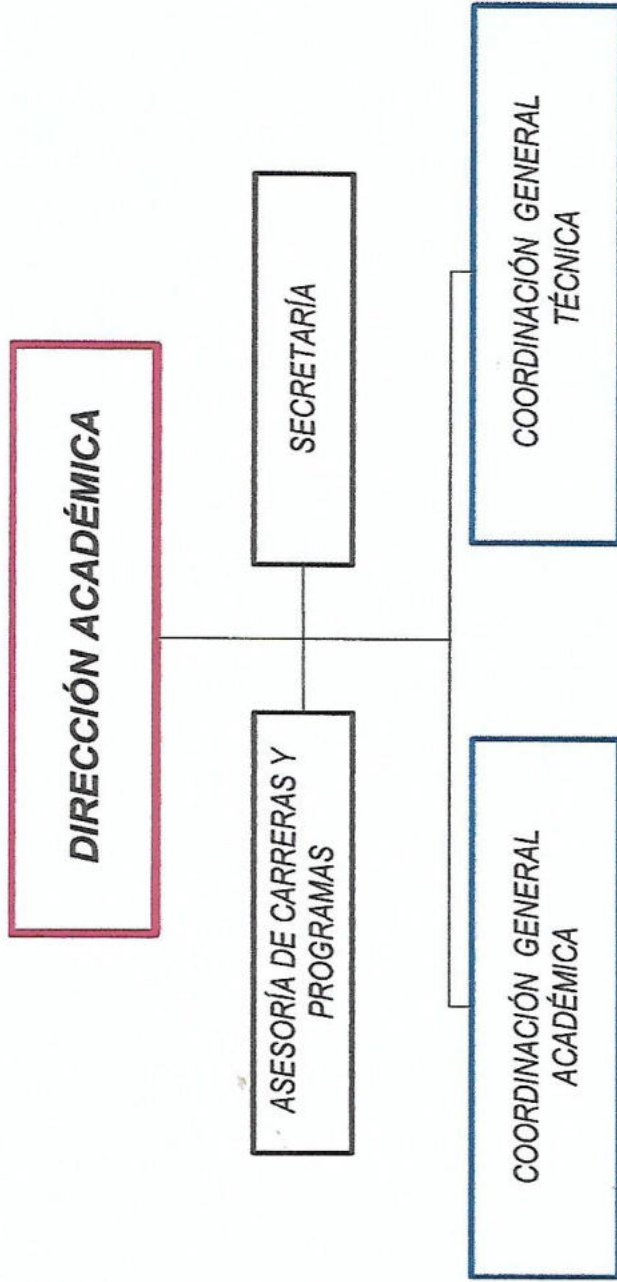 DIRECCIÓN ACADÉMICA
ASESORÍA DE CARRERAS Y
PROGRAMAS
SECRETARÍA
COORDINACIÓN GENERAL
ACADÉMICA
COORDINACIÓN GENERAL
TÉCNICA